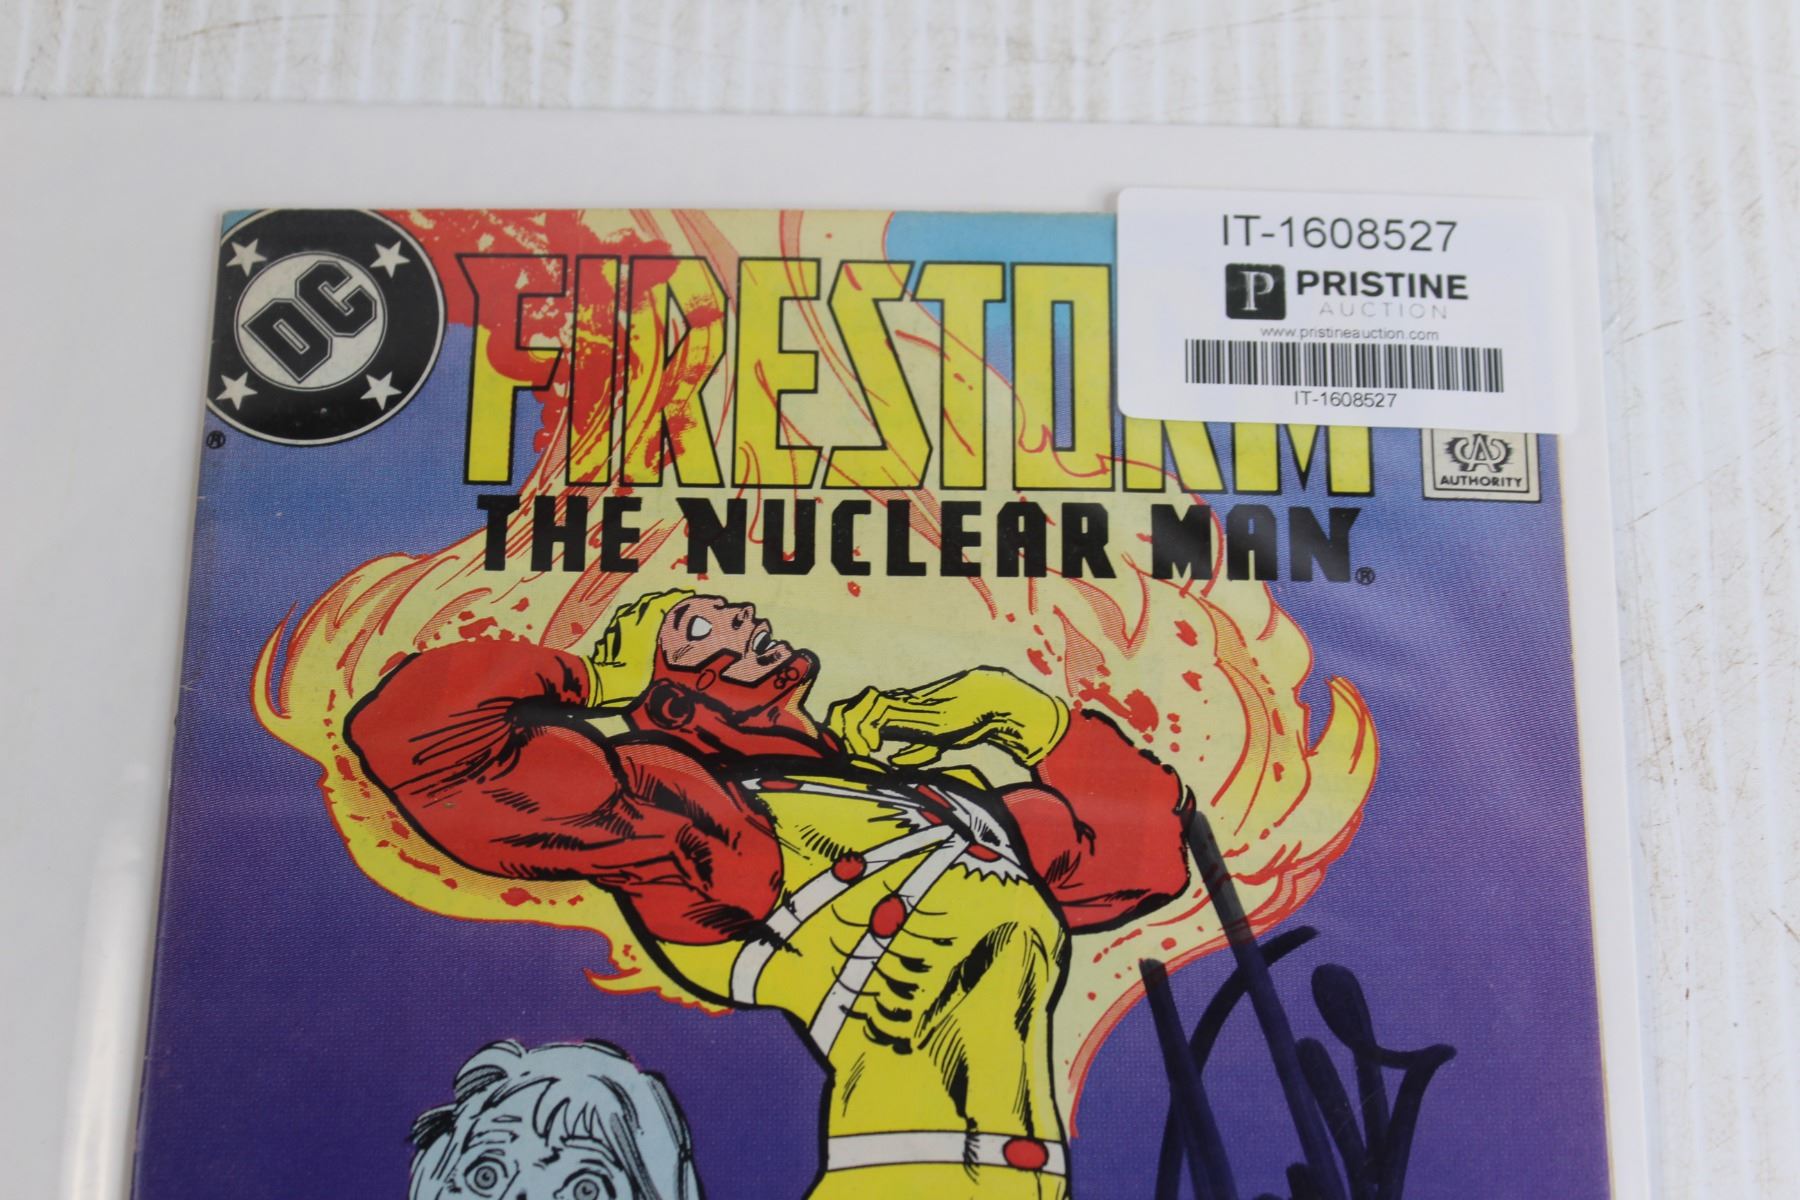 IT-1608527
P PRISTINE
AUCTION
www.pristineauction.com
IT-1608527
DC
®
FIRESTORM
THE NUCLEAR MAN®
AUTHORITY